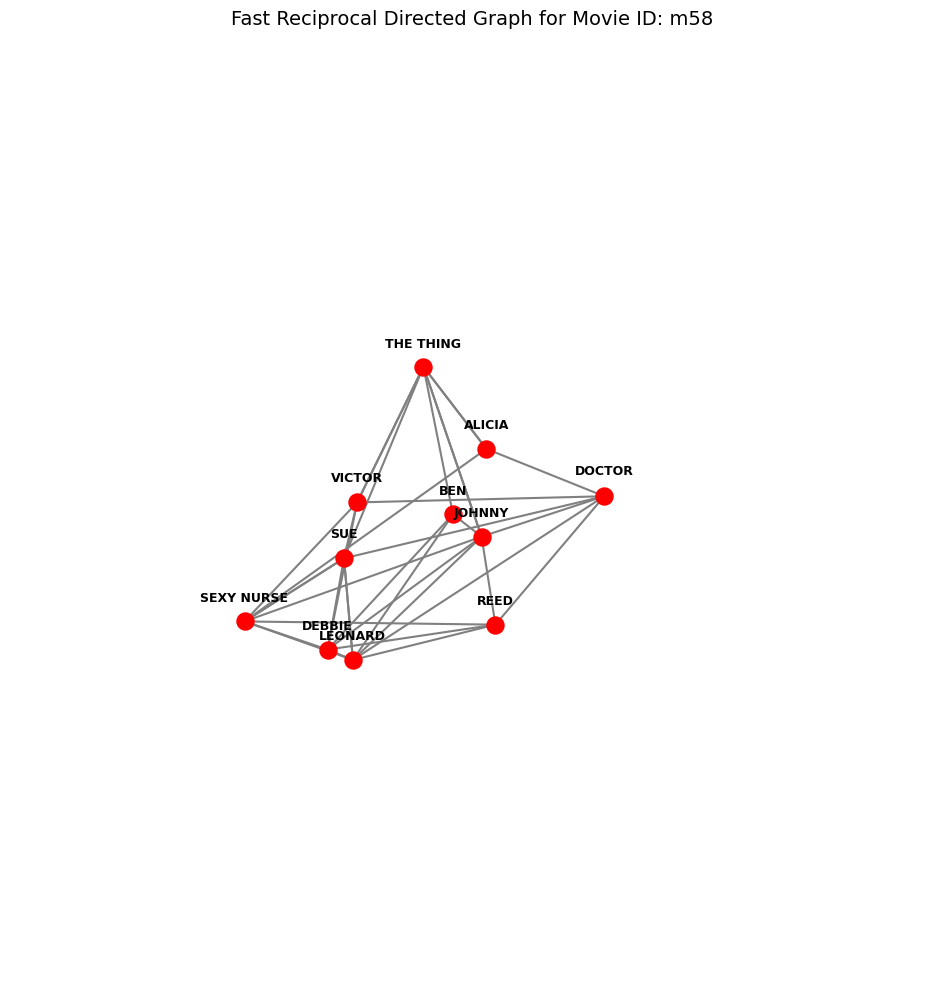 Fast Reciprocal Directed Graph for Movie ID: m58
THE THING
ALICIA
DOCTOR
VICTOR
BEN
JOHNNY
SUE
SEXY NURSE
REED
DEBBIE
LEONARD